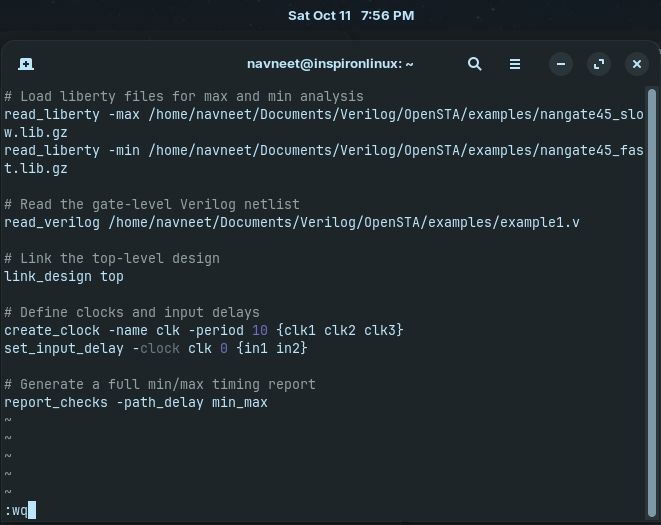 Sat Oct 11 7:56 PM
navneet@inspironlinux: ~
# Load liberty files for max and min analysis
read_liberty -max /home/navneet/Documents/Verilog/OpenSTA/examples/nangate45_slo
w.lib.gz
read_liberty -min /home/navneet/Documents/Verilog/OpenSTA/examples/nangate45_fas
t.lib.gz
# Read the gate-level Verilog netlist
read_verilog /home/navneet/Documents/Verilog/OpenSTA/examples/example1.v
# Link the top-level design
link_design top
# Define clocks and input delays
create_clock -name clk -period 10 {clk1 clk2 clk3}
set_input_delay -clock clk 0 {in1 in2}
# Generate a full min/max timing report
report_checks -path_delay min_max
~
~
~
~
~
:wq